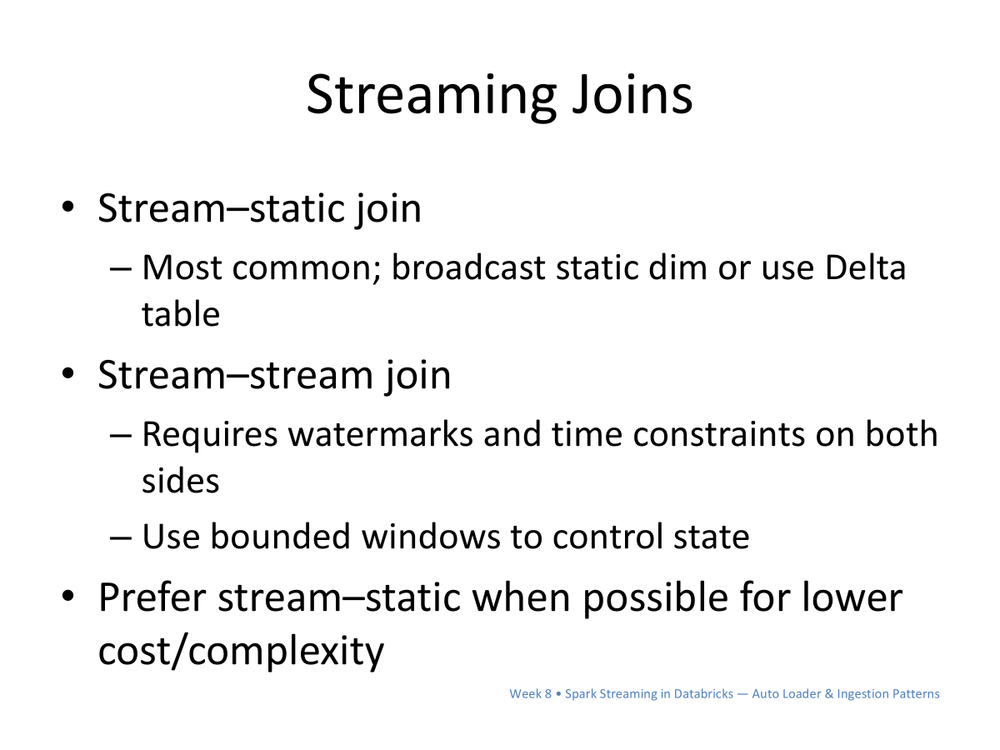 Streaming Joins
• Stream–static join
– Most common; broadcast static dim or use Delta
table
• Stream–stream join
– Requires watermarks and time constraints on both
sides
– Use bounded windows to control state
• Prefer stream–static when possible for lower
cost/complexity
Week 8 • Spark Streaming in Databricks — Auto Loader & Ingestion Patterns